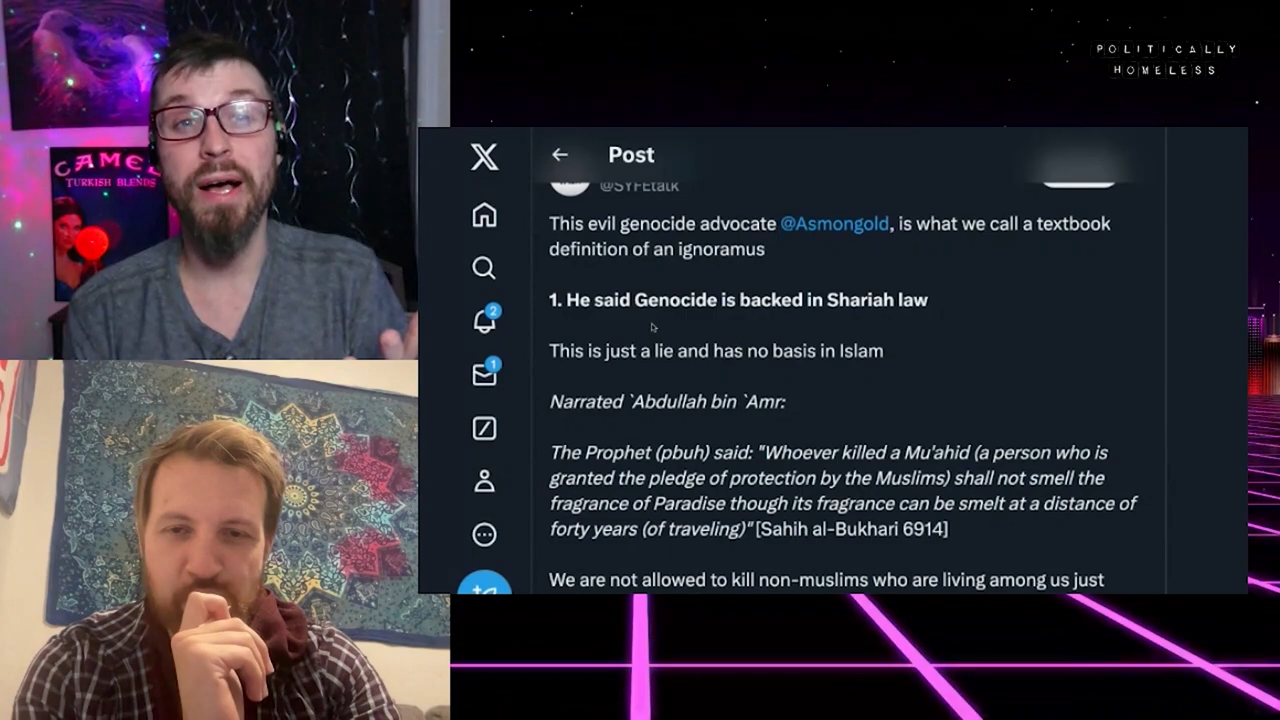 POLITICALLY
HOMELESS
CAMEL
TURKISH BLENDS
Post
@SYFEtalk
This evil genocide advocate @Asmongold, is what we call a textbook
definition of an ignoramus
1. He said Genocide is backed in Shariah law
2
This is just a lie and has no basis in Islam
1
Narrated `Abdullah bin `Amr:
The Prophet (pbuh) said: "Whoever killed a Mu'ahid (a person who is
granted the pledge of protection by the Muslims) shall not smell the
fragrance of Paradise though its fragrance can be smelt at a distance of
forty years (of traveling)" [Sahih al-Bukhari 6914]
We are not allowed to kill non-muslims who are living among us just